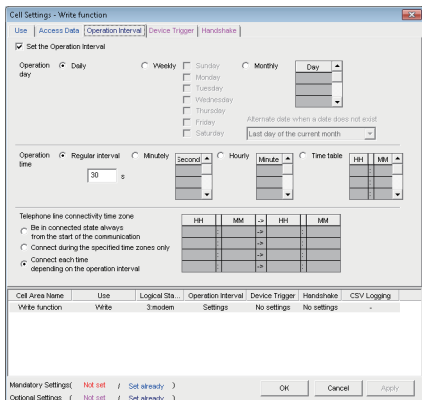 Cell Settings - Write function
Use | Access Data | Operation Interval | Device Trigger | Handshake
Set the Operation Interval
Operation day Daily Weekly Sunday Monthly Day
Monday
Tuesday
Wednesday
Thursday
Friday Alternate date when a date does not exist
Saturday Last day of the current month
Operation time Regular interval Minutely Second Hourly Minute Time table HH : MM
30 s
Telephone line connectivity time zone HH : MM -> HH : MM
Be in connected state always
from the start of the communication : -> :
Connect during the specified time zones only : -> :
Connect each time
depending on the operation interval : -> :
Cell Area Name Use Logical Sta... Operation Interval Device Trigger Handshake CSV Logging
Write function Write 3:modem Settings No settings No settings -
Mandatory Settings( Not set / Set already ) OK Cancel Apply
Optional Settings ( Not set / Set already )